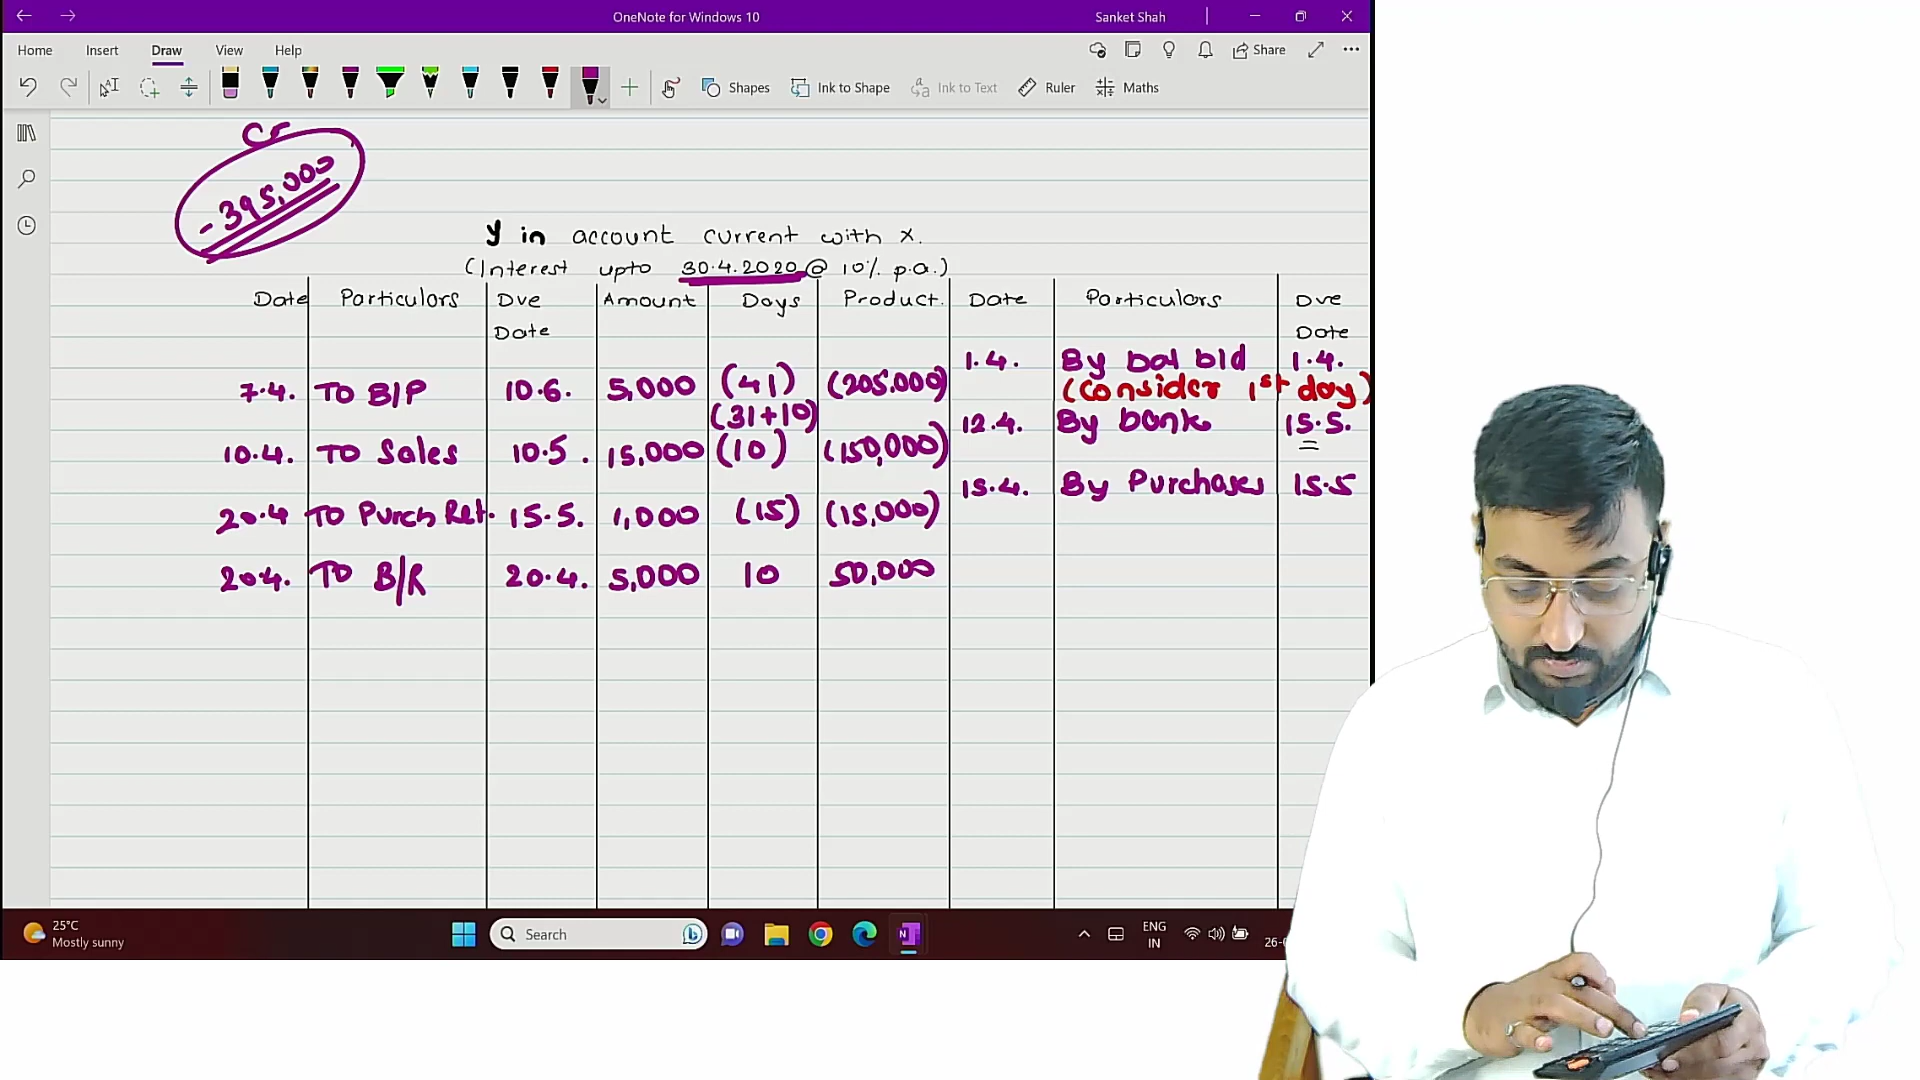 OneNote for Windows 10
Sanket Shah
Home Insert Draw View Help
Share
Shapes Ink to Shape Ink to Text Ruler Maths
Cr
-395,000
Y in account current with x.
(Interest upto 30.4.2020 @ 10% p.a.)
Date Particulars Due Date Amount Days Product. Date Particulars Due Date
1.4. By bal b/d 1.4.
7.4. TO B/P 10.6. 5,000 (41) (205,000) (consider 1st day)
(31+10)
12.4. By bank 15.5.
10.4. TO Sales 10.5. 15,000 (10) (150,000)
15.4. By Purchases 15.5
20.4 TO Purch Ret. 15.5. 1,000 (15) (15,000)
20.4. TO B/R 20.4. 5,000 10 50,000
25°C
Mostly sunny
Search
ENG
IN